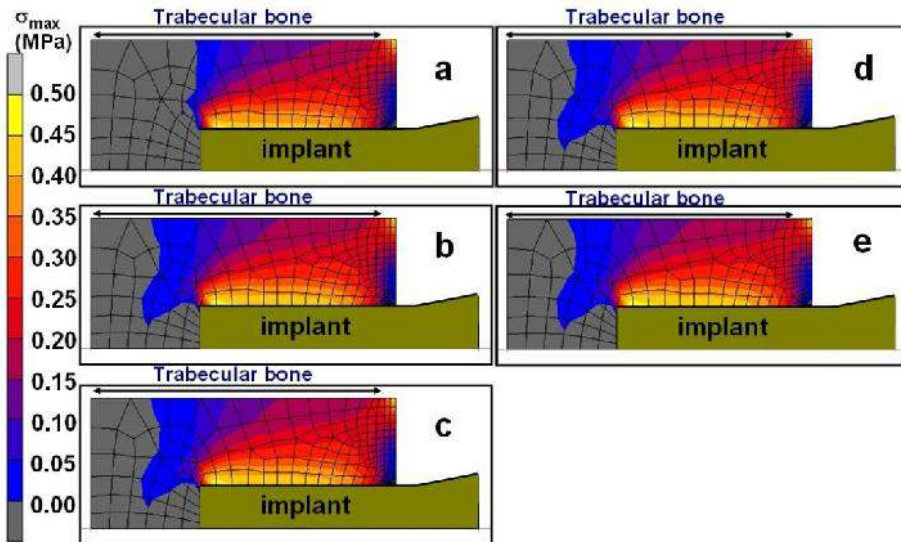 σmax
(MPa)
0.50
0.45
0.40
0.35
0.30
0.25
0.20
0.15
0.10
0.05
0.00
Trabecular bone
a
implant
Trabecular bone
b
implant
Trabecular bone
c
implant
Trabecular bone
d
implant
Trabecular bone
e
implant